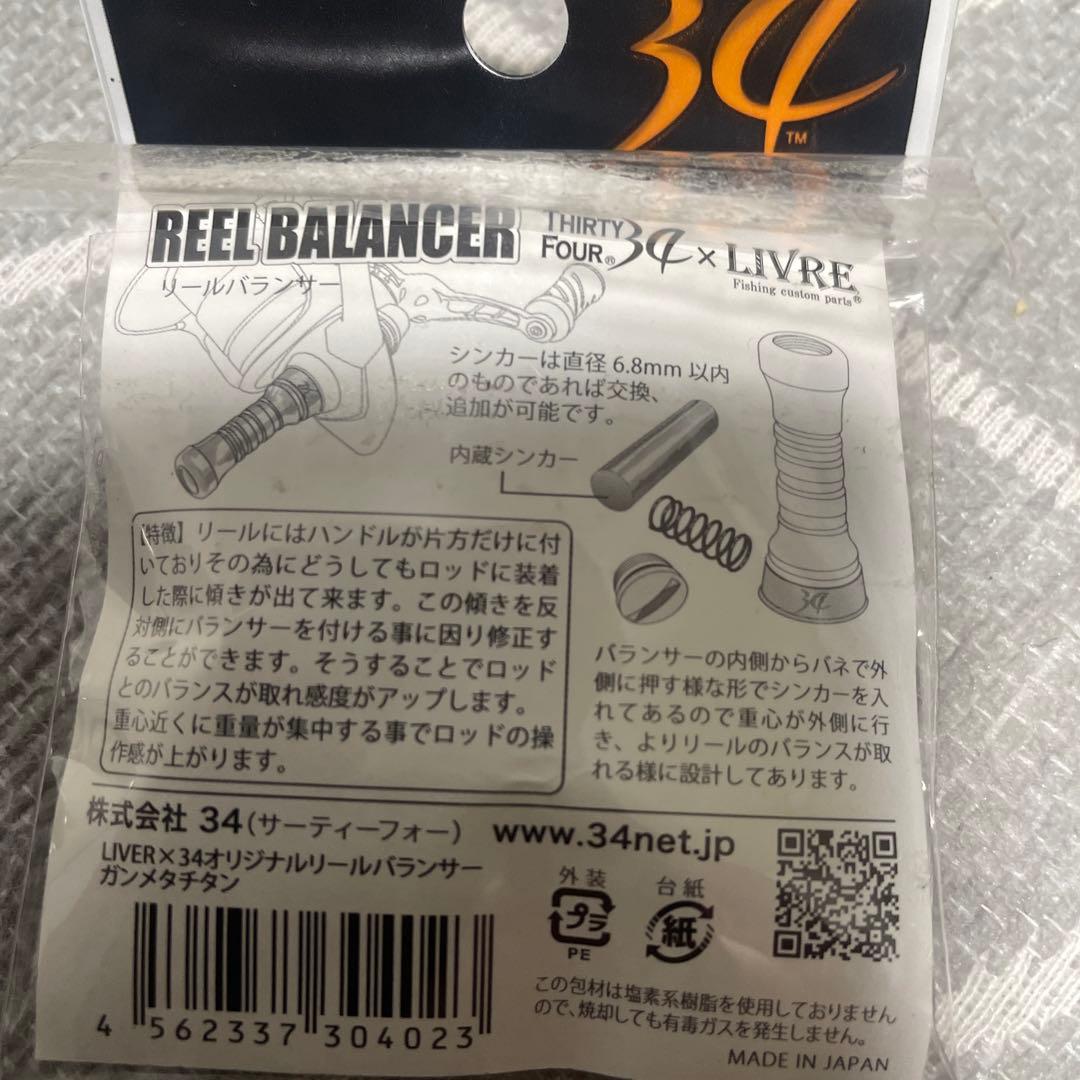 34
TM
REEL BALANCER THIRTY FOUR® 34 × LIVRE
Fishing custom parts®
リールバランサー
シンカーは直径 6.8mm 以内
のものであれば交換、
追加が可能です。
内蔵シンカー
34
【特徴】リールにはハンドルが片方だけに付
いておりその為にどうしてもロッドに装着
した際に傾きが出て来ます。この傾きを反
対側にバランサーを付ける事に因り修正す
ることができます。そうすることでロッド
とのバランスが取れ感度がアップします。
重心近くに重量が集中する事でロッドの操
作感が上がります。
バランサーの内側からバネで外
側に押す様な形でシンカーを入
れてあるので重心が外側に行
き、よりリールのバランスが取
れる様に設計してあります。
株式会社 34(サーティーフォー) www.34net.jp
LIVER×34オリジナルリールバランサー
ガンメタチタン
外装
プラ
PE
台紙
紙
4 562337 304023
この包材は塩素系樹脂を使用しておりません
ので、焼却しても有毒ガスを発生しません。
MADE IN JAPAN